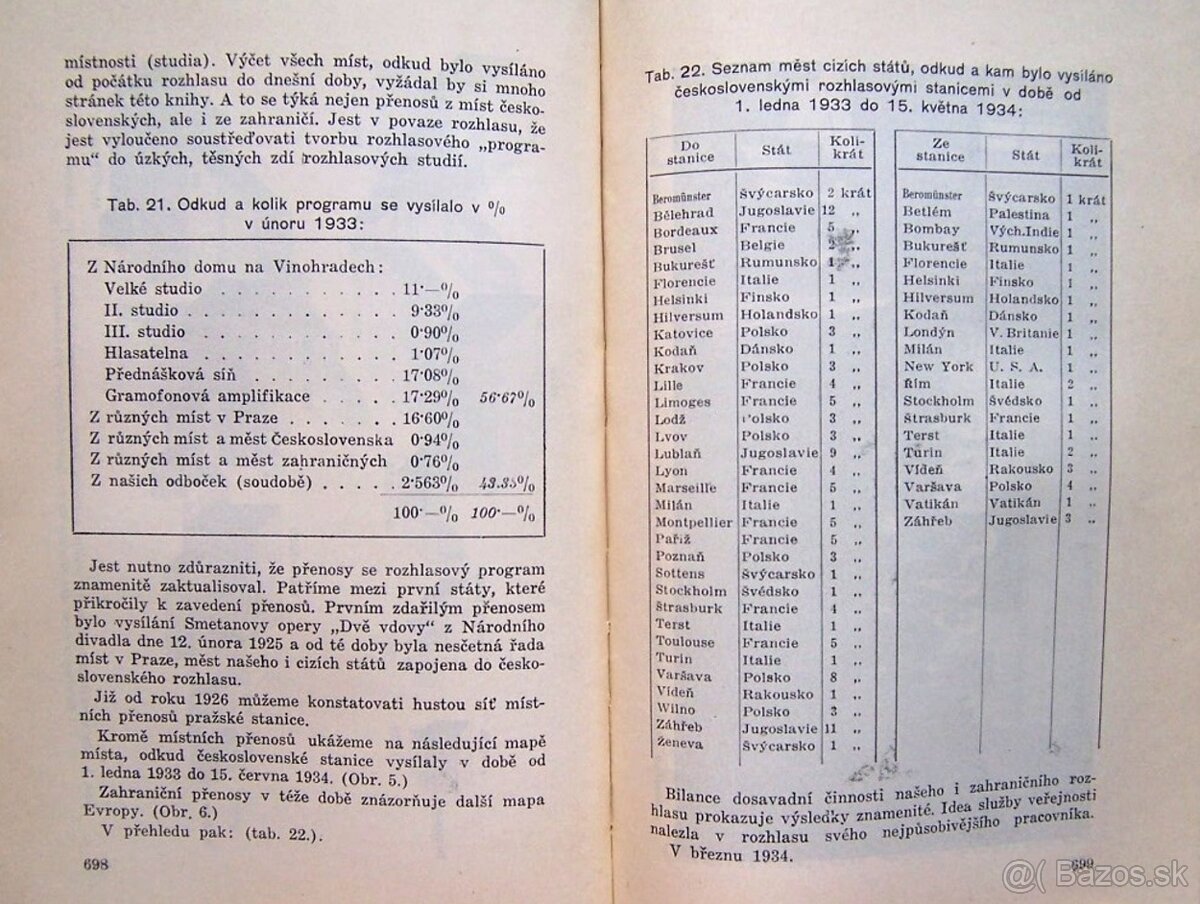 místnosti (studia). Výčet všech míst, odkud bylo vysíláno
od počátku rozhlasu do dnešní doby, vyžádal by si mnoho
stránek této knihy. A to se týká nejen přenosů z míst česko-
slovenských, ale i ze zahraničí. Jest v povaze rozhlasu, že
jest vyloučeno soustřeďovati tvorbu rozhlasového „progra-
mu“ do úzkých, těsných zdí rozhlasových studií.
Tab. 21. Odkud a kolik programu se vysílalo v %
v únoru 1933:
Z Národního domu na Vinohradech:
Velké studio . . . . . . . . . . . 11·—%
II. studio . . . . . . . . . . . . . 9·33%
III. studio . . . . . . . . . . . . 0·90%
Hlasatelna . . . . . . . . . . . . 1·07%
Přednášková síň . . . . . . . . . 17·08%
Gramofonová amplifikace . . . . . 17·29% 56·67%
Z různých míst v Praze . . . . . . 16·60%
Z různých míst a měst Československa 0·94%
Z různých míst a měst zahraničných 0·76%
Z našich odboček (soudobě) . . . . . 2·563% 43.33%
100·—% 100·—%
Jest nutno zdůrazniti, že přenosy se rozhlasový program
znamenitě zaktualisoval. Patříme mezi první státy, které
přikročily k zavedení přenosů. Prvním zdařilým přenosem
bylo vysílání Smetanovy opery „Dvě vdovy“ z Národního
divadla dne 12. února 1925 a od té doby byla nesčetná řada
míst v Praze, měst našeho i cizích států zapojena do česko-
slovenského rozhlasu.
Již od roku 1926 můžeme konstatovati hustou síť míst-
ních přenosů pražské stanice.
Kromě místních přenosů ukážeme na následující mapě
místa, odkud československé stanice vysílaly v době od
1. ledna 1933 do 15. června 1934. (Obr. 5.)
Zahraniční přenosy v téže době znázorňuje další mapa
Evropy. (Obr. 6.)
V přehledu pak: (tab. 22.).
698
Tab. 22. Seznam měst cizích států, odkud a kam bylo vysíláno
československými rozhlasovými stanicemi v době od
1. ledna 1933 do 15. května 1934:
Do stanice Stát Koli-krát
Beromünster Švýcarsko 2 krát
Bělehrad Jugoslavie 12 „
Bordeaux Francie 5 „
Brusel Belgie „
Bukurešť Rumunsko 1 „
Florencie Italie 1 „
Helsinki Finsko 1 „
Hilversum Holandsko 1 „
Katovice Polsko 3 „
Kodaň Dánsko 1 „
Krakov Polsko 3 „
Lille Francie 4 „
Limoges Francie 5 „
Lodž Polsko 3 „
Lvov Polsko 3 „
Lublaň Jugoslavie 9 „
Lyon Francie 4 „
Marseille Francie 5 „
Milán Italie 1 „
Montpellier Francie 5 „
Paříž Francie 5 „
Poznaň Polsko 3 „
Sottens Švýcarsko 1 „
Stockholm Švédsko 1 „
Štrasburk Francie 4 „
Terst Italie 1 „
Toulouse Francie 5 „
Turin Italie 1 „
Varšava Polsko 8 „
Vídeň Rakousko 1 „
Wilno Polsko 3 „
Záhřeb Jugoslavie 11 „
Ženeva Švýcarsko 1 „
Ze stanice Stát Koli-krát
Beromünster Švýcarsko 1 krát
Betlém Palestina 1 „
Bombay Vých.Indie 1 „
Bukurešť Rumunsko 1 „
Florencie Italie 1 „
Helsinki Finsko 1 „
Hilversum Holandsko 1 „
Kodaň Dánsko 1 „
Londýn V. Britanie 1 „
Milán Italie 1 „
New York U. S. A. 1 „
Řím Italie 2 „
Stockholm Švédsko 1 „
Štrasburk Francie 1 „
Terst Italie 1 „
Turin Italie 2 „
Vídeň Rakousko 3 „
Varšava Polsko 4 „
Vatikán Vatikán 1 „
Záhřeb Jugoslavie 3 „
Bilance dosavadní činnosti našeho i zahraničního roz-
hlasu prokazuje výsledky znamenité. Idea služby veřejnosti
nalezla v rozhlasu svého nejpůsobivějšího pracovníka.
V březnu 1934.
699
@( Bazos.sk